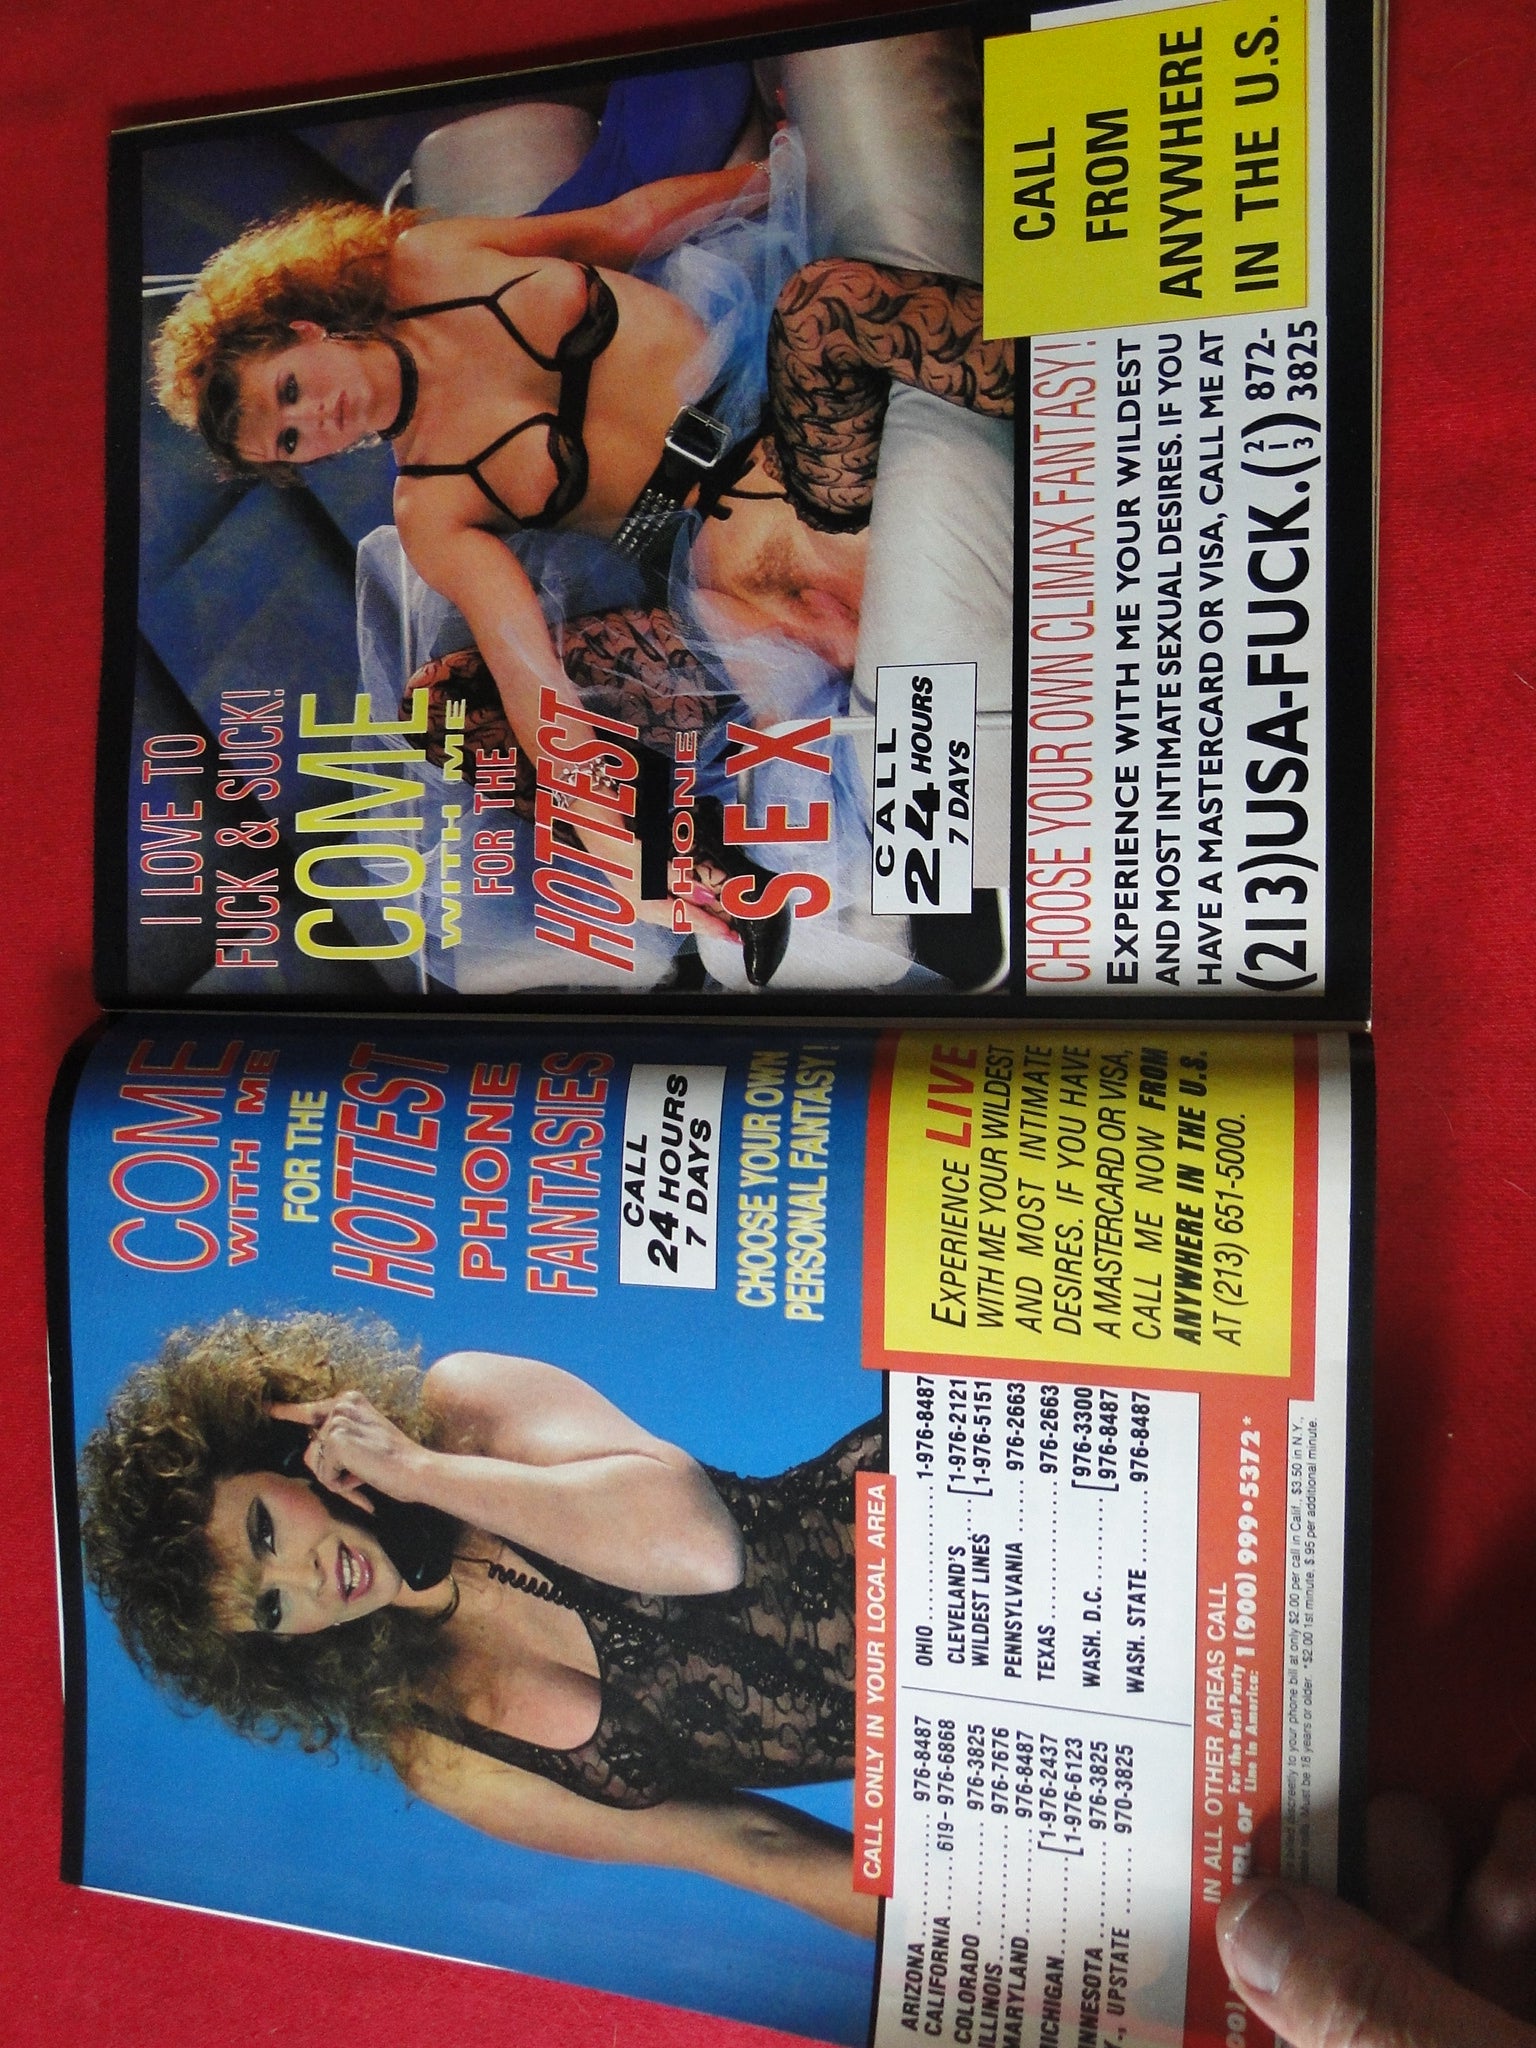 COME
WITH ME
FOR THE
HOTTEST
PHONE
FANTASIES
CALL
24 HOURS
7 DAYS
CHOOSE YOUR OWN
PERSONAL FANTASY!
CALL ONLY IN YOUR LOCAL AREA
ARIZONA.......... 976-8487
CALIFORNIA.... 619- 976-6868
COLORADO .......... 976-3825
ILLINOIS.......... 976-7676
MARYLAND.......... 976-8487
1-976-2437
1-976-6123
976-3825
UPSTATE ...... 970-3825
OHIO ............... 1-976-8487
CLEVELAND'S [1-976-2121
WILDEST LINES.... [1-976-5151
PENNSYLVANIA ..... 976-2663
TEXAS ............ 976-2663
[976-3300
WASH. D.C............[976-8487
WASH. STATE ........ 976-8487
EXPERIENCE LIVE
WITH ME YOUR WILDEST
AND MOST INTIMATE
DESIRES. IF YOU HAVE
A MASTERCARD OR VISA,
CALL ME NOW FROM
ANYWHERE IN THE U.S.
AT (213) 651-5000.
IN ALL OTHER AREAS CALL
or For the Best Party
Line in America: 1 (900) 999•5372*
discreetly to your phone bill at only $2.00 per call in Calif., $3.50 in N.Y.,
Must be 18 years or older. *$2.00 1st minute, $.95 per additional minute.
I LOVE TO
FUCK & SUCK!
COME
WITH ME
FOR THE
HOTTEST
PHONE
SEX
CALL
24 HOURS
7 DAYS
CHOOSE YOUR OWN CLIMAX FANTASY!
EXPERIENCE WITH ME YOUR WILDEST
AND MOST INTIMATE SEXUAL DESIRES. IF YOU
HAVE A MASTERCARD OR VISA, CALL ME AT
(213)USA-FUCK.(213) 872-3825
CALL
FROM
ANYWHERE
IN THE U.S.